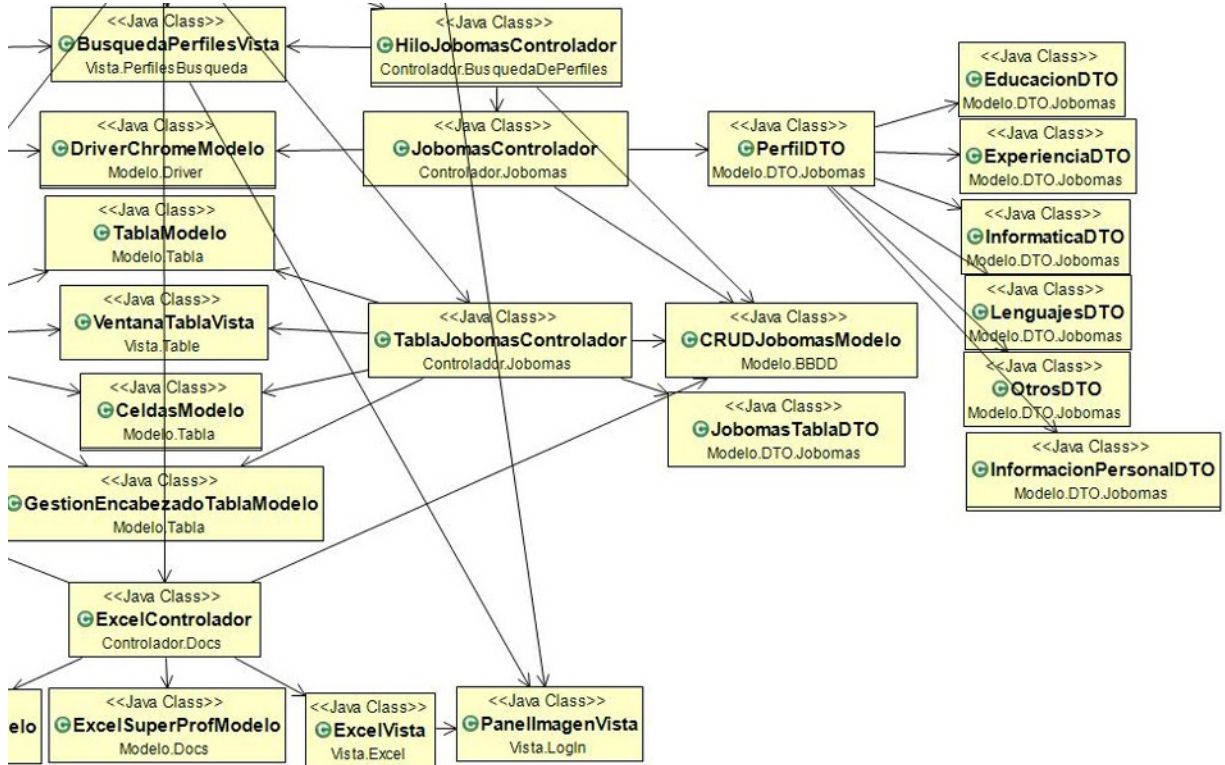 <<Java Class>>
BusquedaPerfilesVista
Vista.PerfilesBusqueda
<<Java Class>>
HiloJobomasControlador
Controlador.BusquedaDePerfiles
<<Java Class>>
EducacionDTO
Modelo.DTO.Jobomas
<<Java Class>>
DriverChromeModelo
Modelo.Driver
<<Java Class>>
JobomasControlador
Controlador.Jobomas
<<Java Class>>
PerfilDTO
Modelo.DTO.Jobomas
<<Java Class>>
ExperienciaDTO
Modelo.DTO.Jobomas
<<Java Class>>
TablaModelo
Modelo.Tabla
<<Java Class>>
InformaticaDTO
Modelo.DTO.Jobomas
<<Java Class>>
VentanaTablaVista
Vista.Table
<<Java Class>>
TablaJobomasControlador
Controlador.Jobomas
<<Java Class>>
CRUDJobomasModelo
Modelo.BBDD
<<Java Class>>
LenguajesDTO
Modelo.DTO.Jobomas
<<Java Class>>
CeldasModelo
Modelo.Tabla
<<Java Class>>
JobomasTablaDTO
Modelo.DTO.Jobomas
<<Java Class>>
OtrosDTO
Modelo.DTO.Jobomas
<<Java Class>>
GestionEncabezadoTablaModelo
Modelo.Tabla
<<Java Class>>
InformacionPersonalDTO
Modelo.DTO.Jobomas
<<Java Class>>
ExcelControlador
Controlador.Docs
elo
<<Java Class>>
ExcelSuperProfModelo
Modelo.Docs
<<Java Class>>
ExcelVista
Vista.Excel
<<Java Class>>
PanelImagenVista
Vista.LogIn